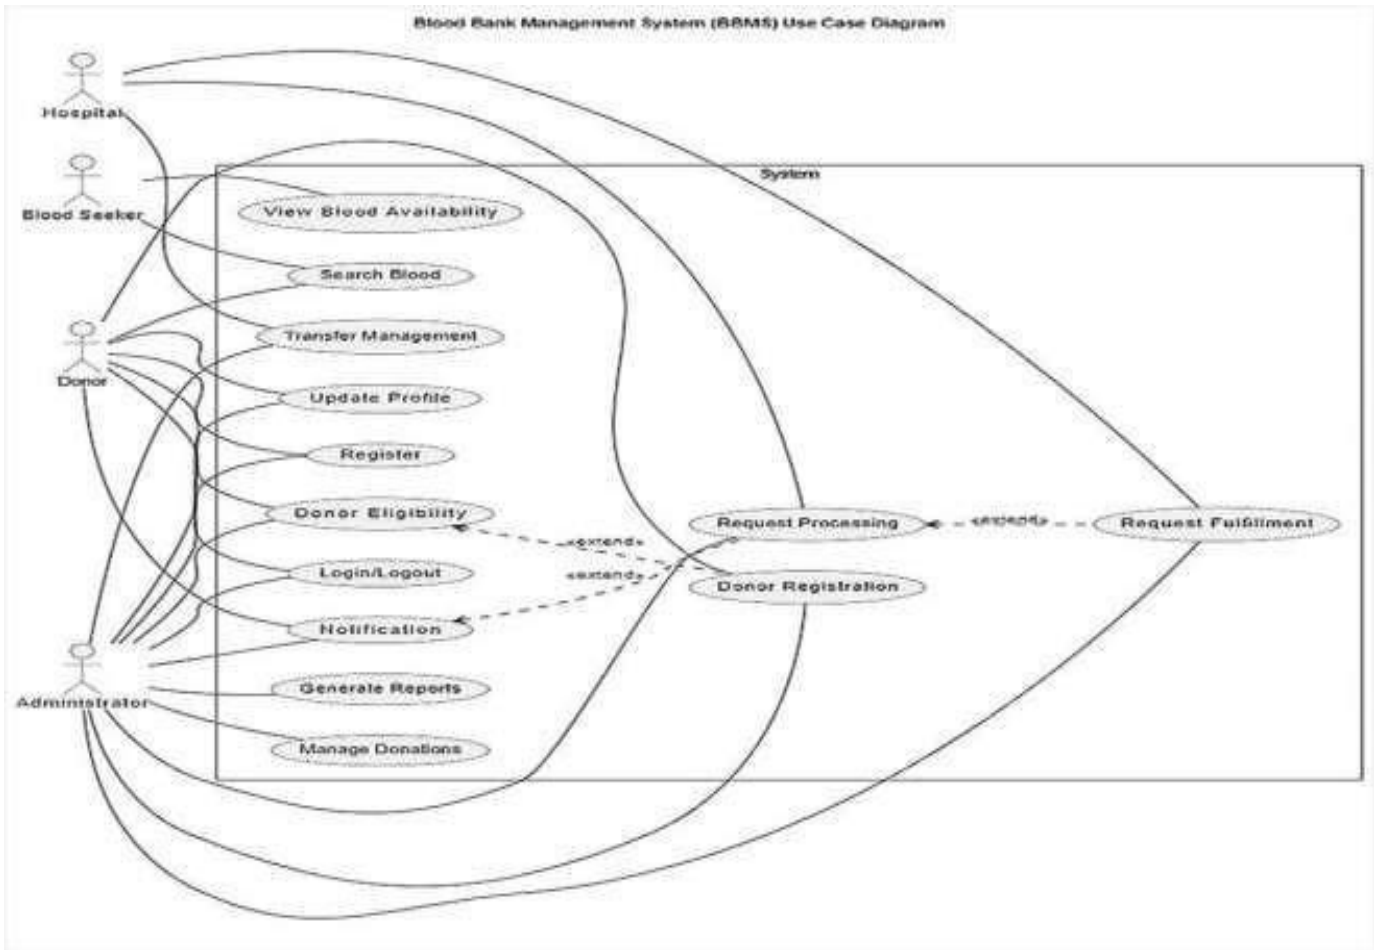 Blood Bank Management System (BBMS) Use Case Diagram
Hospital
System
Blood Seeker
View Blood Availability
Search Blood
Transfer Management
Donor
Update Profile
Register
Donor Eligibility
Request Processing
«extend»
Request Fulfillment
«extend»
Login/Logout
«extend»
Donor Registration
Notification
Generate Reports
Administrator
Manage Donations